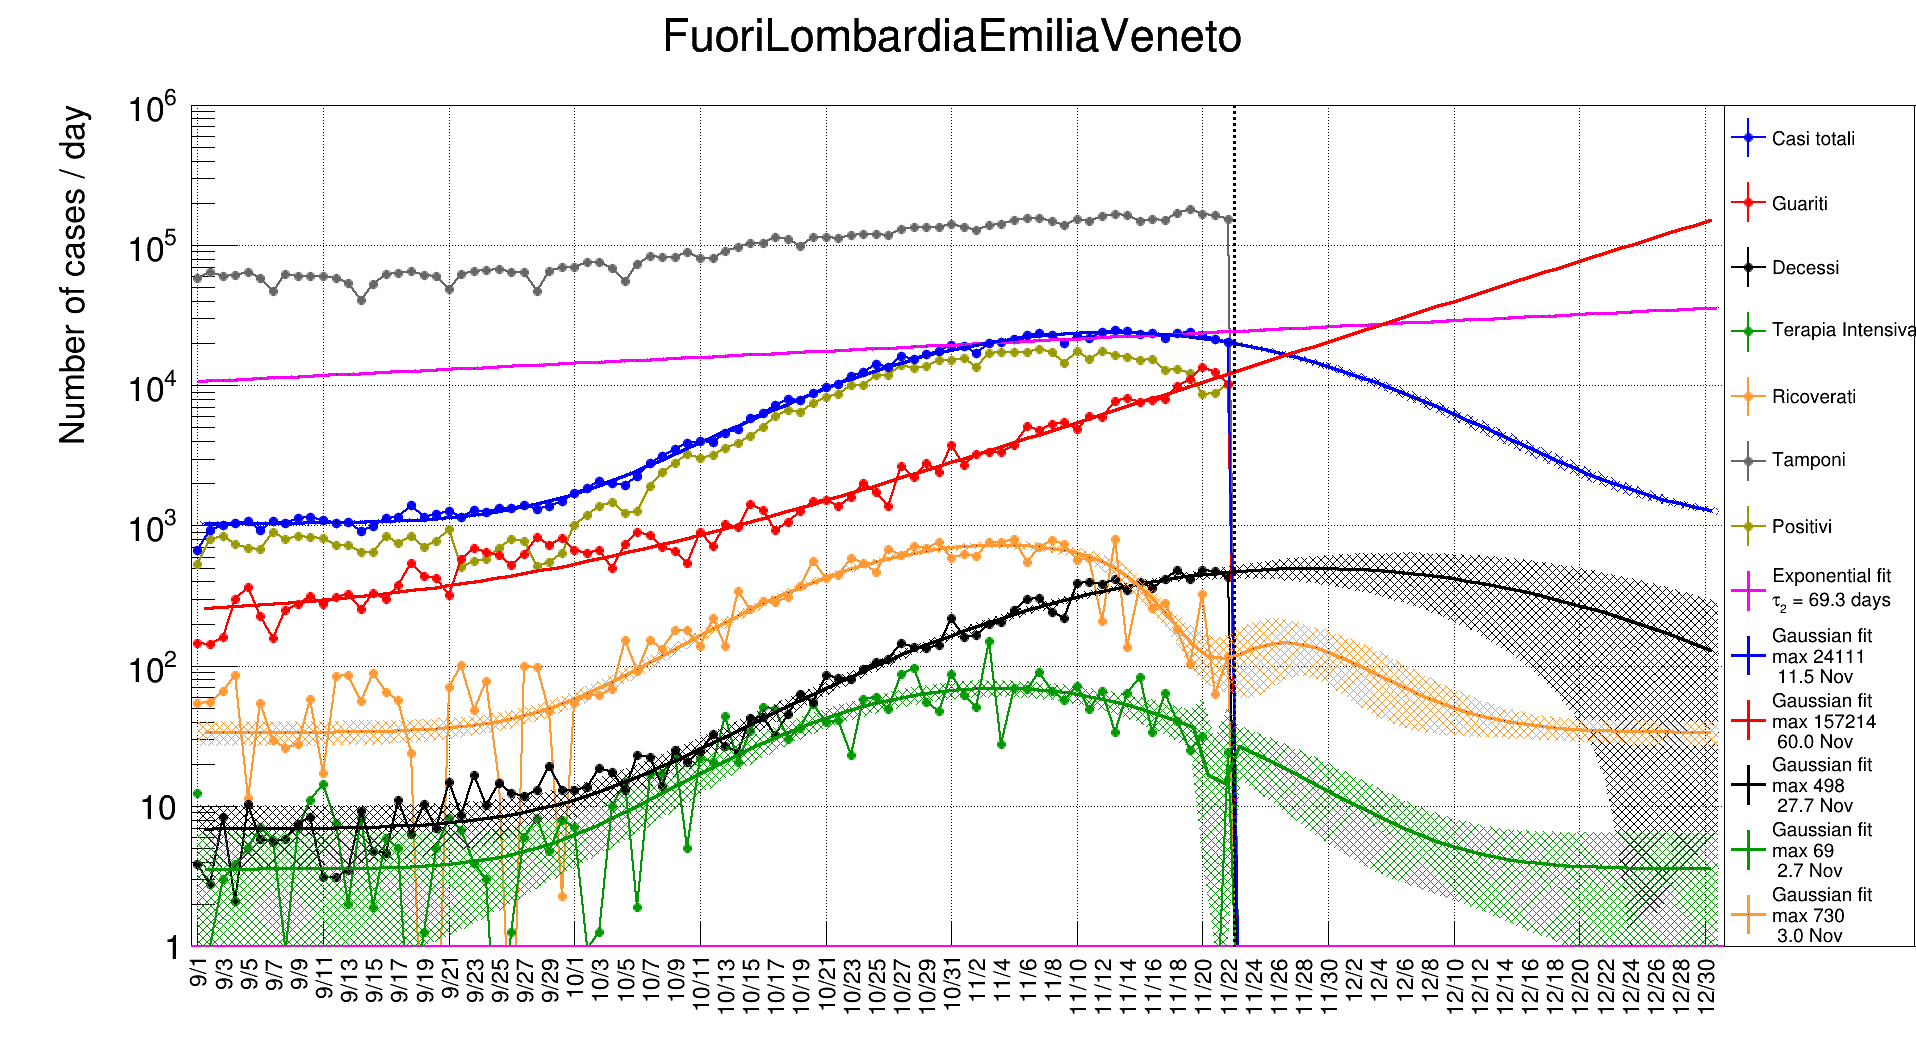 FuoriLombardiaEmiliaVeneto
Number of cases / day
10^6
10^5
10^4
10^3
10^2
10
1
9/1 9/3 9/5 9/7 9/9 9/11 9/13 9/15 9/17 9/19 9/21 9/23 9/25 9/27 9/29 10/1 10/3 10/5 10/7 10/9 10/11 10/13 10/15 10/17 10/19 10/21 10/23 10/25 10/27 10/29 10/31 11/2 11/4 11/6 11/8 11/10 11/12 11/14 11/16 11/18 11/20 11/22 11/24 11/26 11/28 11/30 12/2 12/4 12/6 12/8 12/10 12/12 12/14 12/16 12/18 12/20 12/22 12/24 12/26 12/28 12/30
Casi totali
Guariti
Decessi
Terapia Intensiva
Ricoverati
Tamponi
Positivi
Exponential fit
τ_2 = 69.3 days
Gaussian fit
max 24111
11.5 Nov
Gaussian fit
max 157214
60.0 Nov
Gaussian fit
max 498
27.7 Nov
Gaussian fit
max 69
2.7 Nov
Gaussian fit
max 730
3.0 Nov